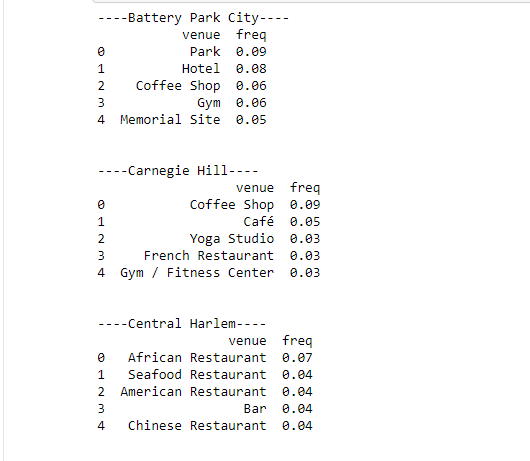 ----Battery Park City----
venue freq
0 Park 0.09
1 Hotel 0.08
2 Coffee Shop 0.06
3 Gym 0.06
4 Memorial Site 0.05
----Carnegie Hill----
venue freq
0 Coffee Shop 0.09
1 Café 0.05
2 Yoga Studio 0.03
3 French Restaurant 0.03
4 Gym / Fitness Center 0.03
----Central Harlem----
venue freq
0 African Restaurant 0.07
1 Seafood Restaurant 0.04
2 American Restaurant 0.04
3 Bar 0.04
4 Chinese Restaurant 0.04